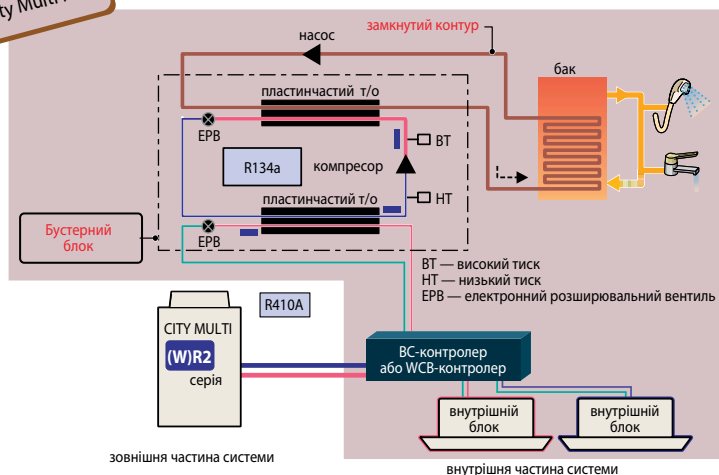 ty Multi
насос
замкнутий контур
бак
пластинчастий т/о
ЕРВ
ВТ
R134a
компресор
пластинчастий т/о
НТ
ЕРВ
Бустерний
блок
ВТ — високий тиск
НТ — низький тиск
ЕРВ — електронний розширювальний вентиль
R410A
CITY MULTI
(W)R2
серія
ВС-контролер
або WCB-контролер
внутрішній
блок
внутрішній
блок
зовнішня частина системи
внутрішня частина системи